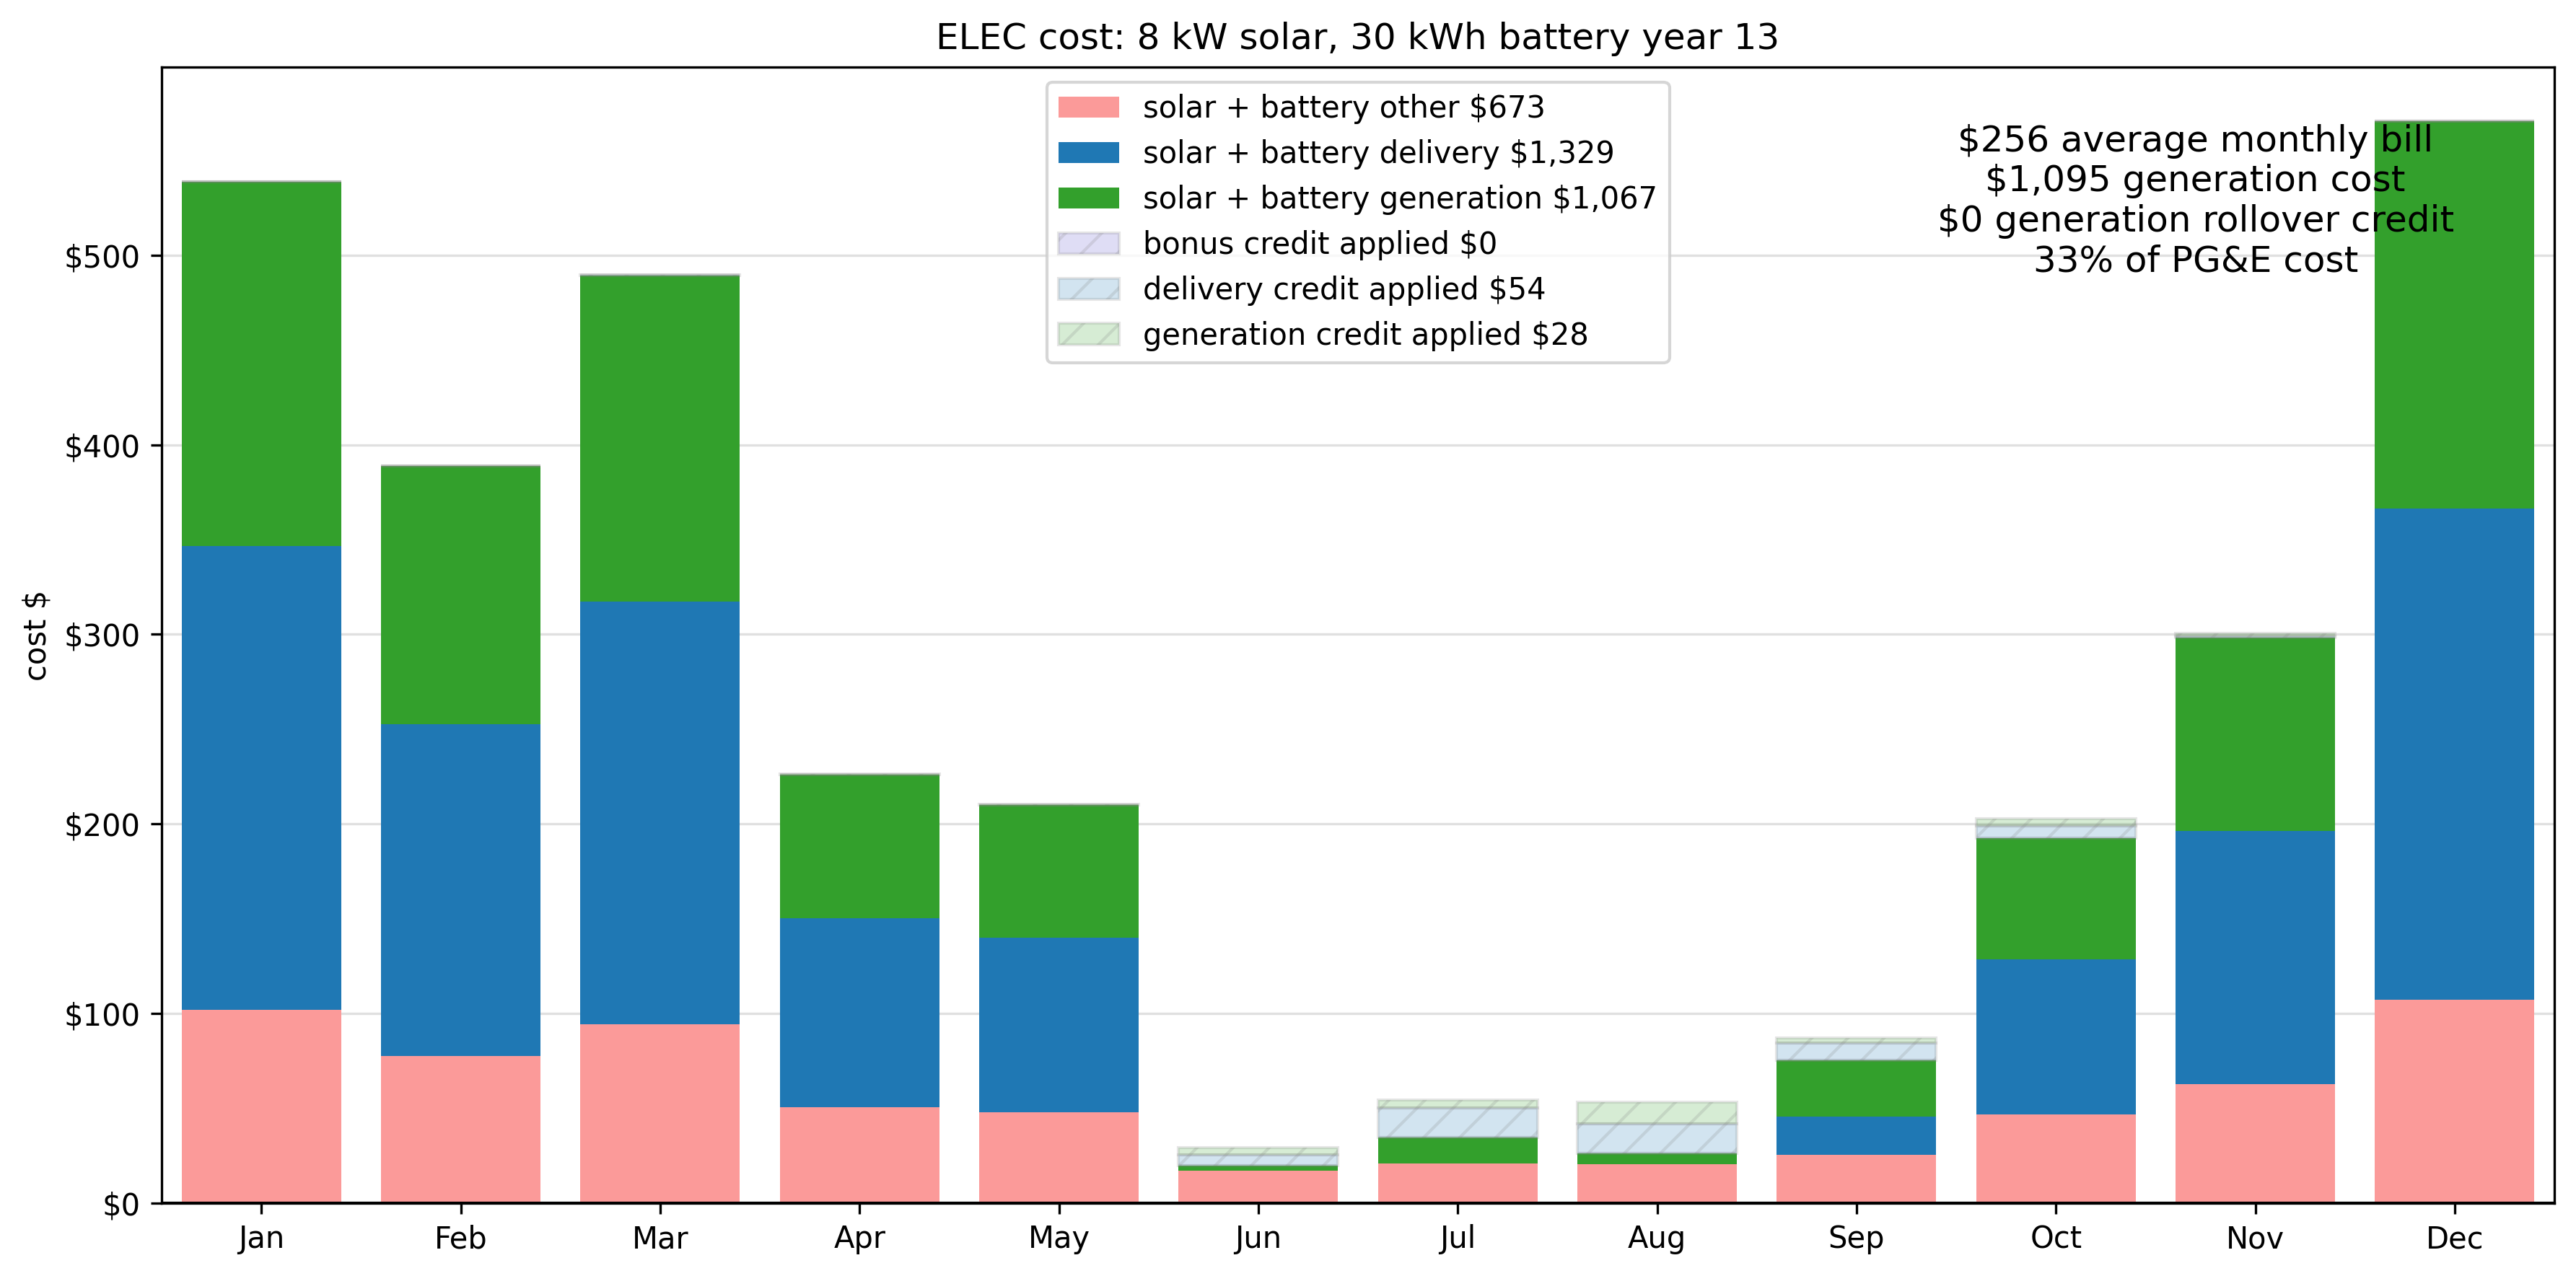 ELEC cost: 8 kW solar, 30 kWh battery year 13
solar + battery other $673
solar + battery delivery $1,329
solar + battery generation $1,067
bonus credit applied $0
delivery credit applied $54
generation credit applied $28
$256 average monthly bill
$1,095 generation cost
$0 generation rollover credit
33% of PG&E cost
cost $
$500
$400
$300
$200
$100
$0
Jan Feb Mar Apr May Jun Jul Aug Sep Oct Nov Dec